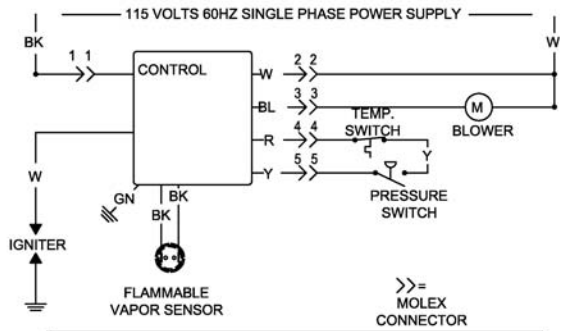 115 VOLTS 60HZ SINGLE PHASE POWER SUPPLY
BK
W
1 1
CONTROL
W
2 2
BL
3 3
M
BLOWER
TEMP.
SWITCH
R
4 4
Y
Y
5 5
PRESSURE
SWITCH
W
GN
BK
BK
IGNITER
FLAMMABLE
VAPOR SENSOR
=
MOLEX
CONNECTOR